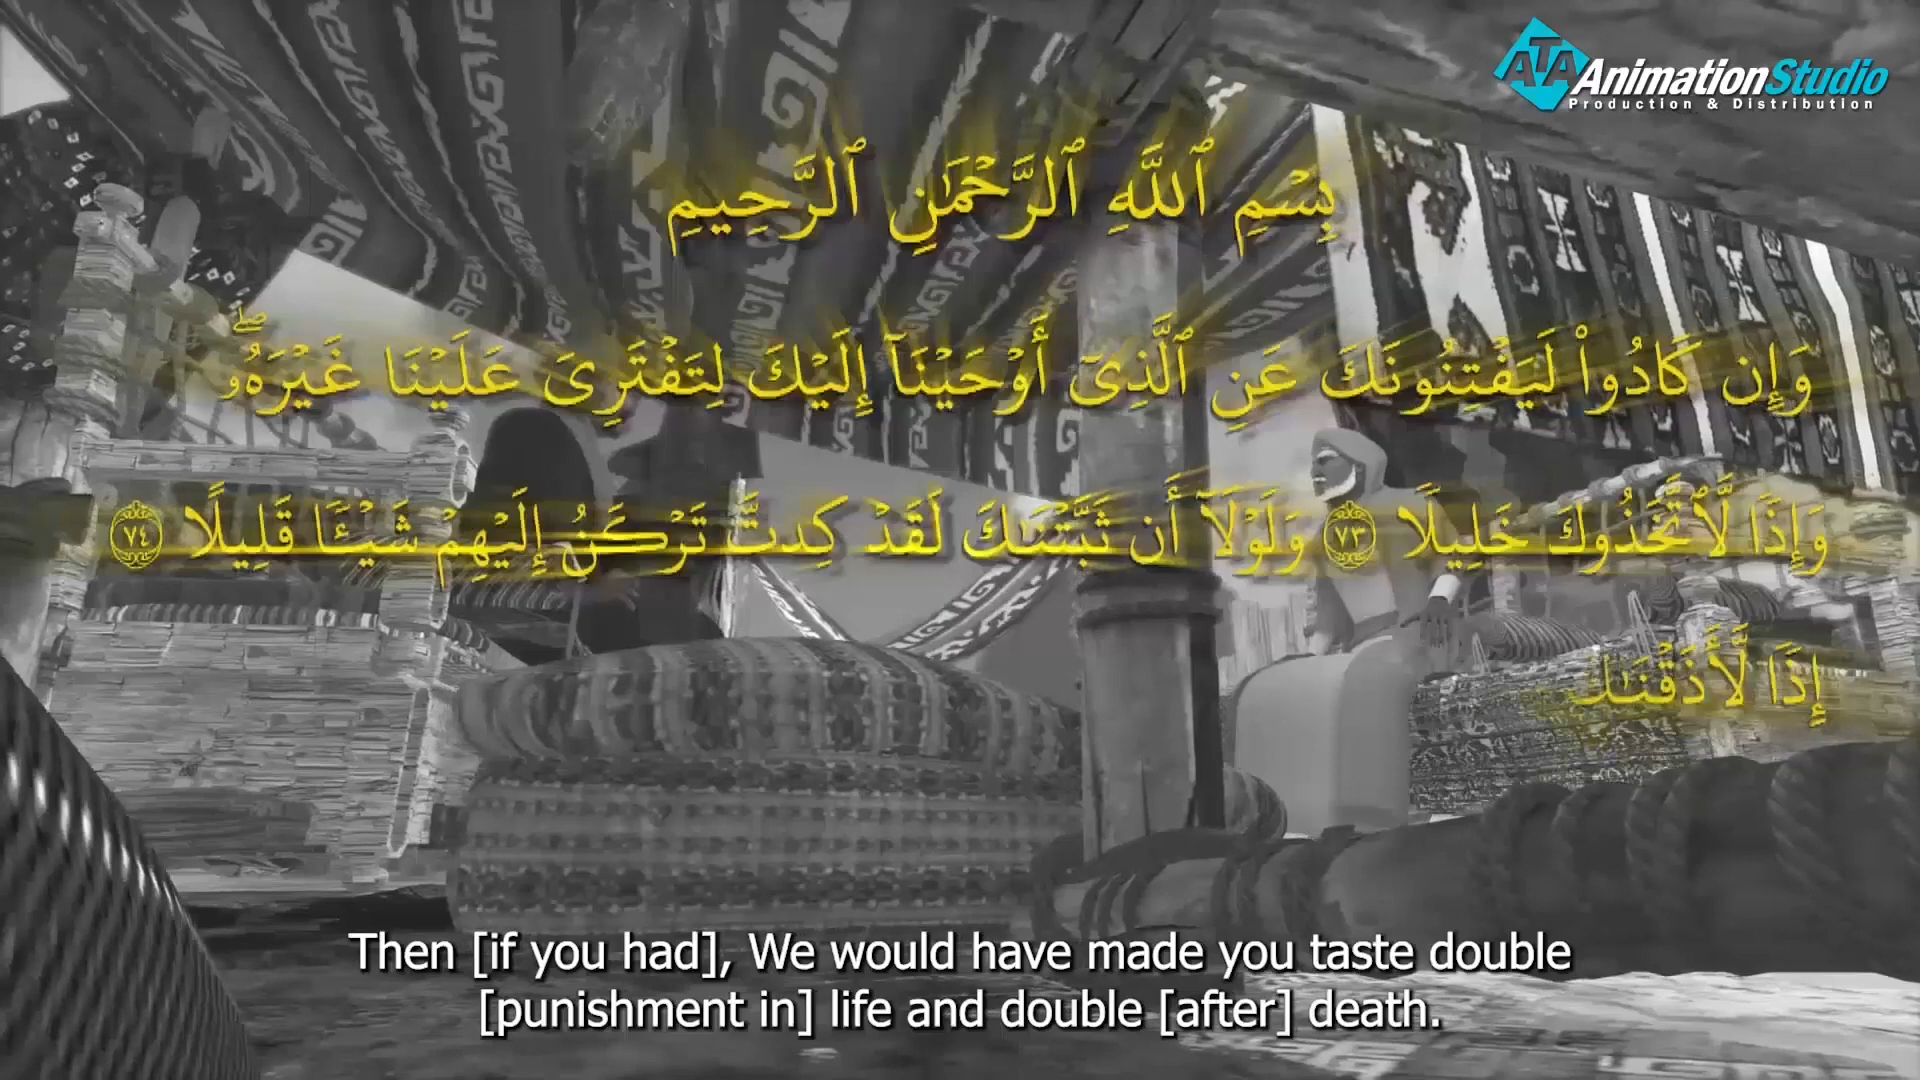 ATA AnimationStudio
Production & Distribution
بِسْمِ ٱللَّهِ ٱلرَّحْمَٰنِ ٱلرَّحِيمِ
وَإِن كَادُوا۟ لَيَفْتِنُونَكَ عَنِ ٱلَّذِىٓ أَوْحَيْنَآ إِلَيْكَ لِتَفْتَرِىَ عَلَيْنَا غَيْرَهُۥ ۖ
وَإِذًا لَّٱتَّخَذُوكَ خَلِيلًا ٧٣ وَلَوْلَآ أَن ثَبَّتْنَٰكَ لَقَدْ كِدتَّ تَرْكَنُ إِلَيْهِمْ شَيْـًٔا قَلِيلًا ٧٤
إِذًا لَّأَذَقْنَٰكَ
Then [if you had], We would have made you taste double
[punishment in] life and double [after] death.